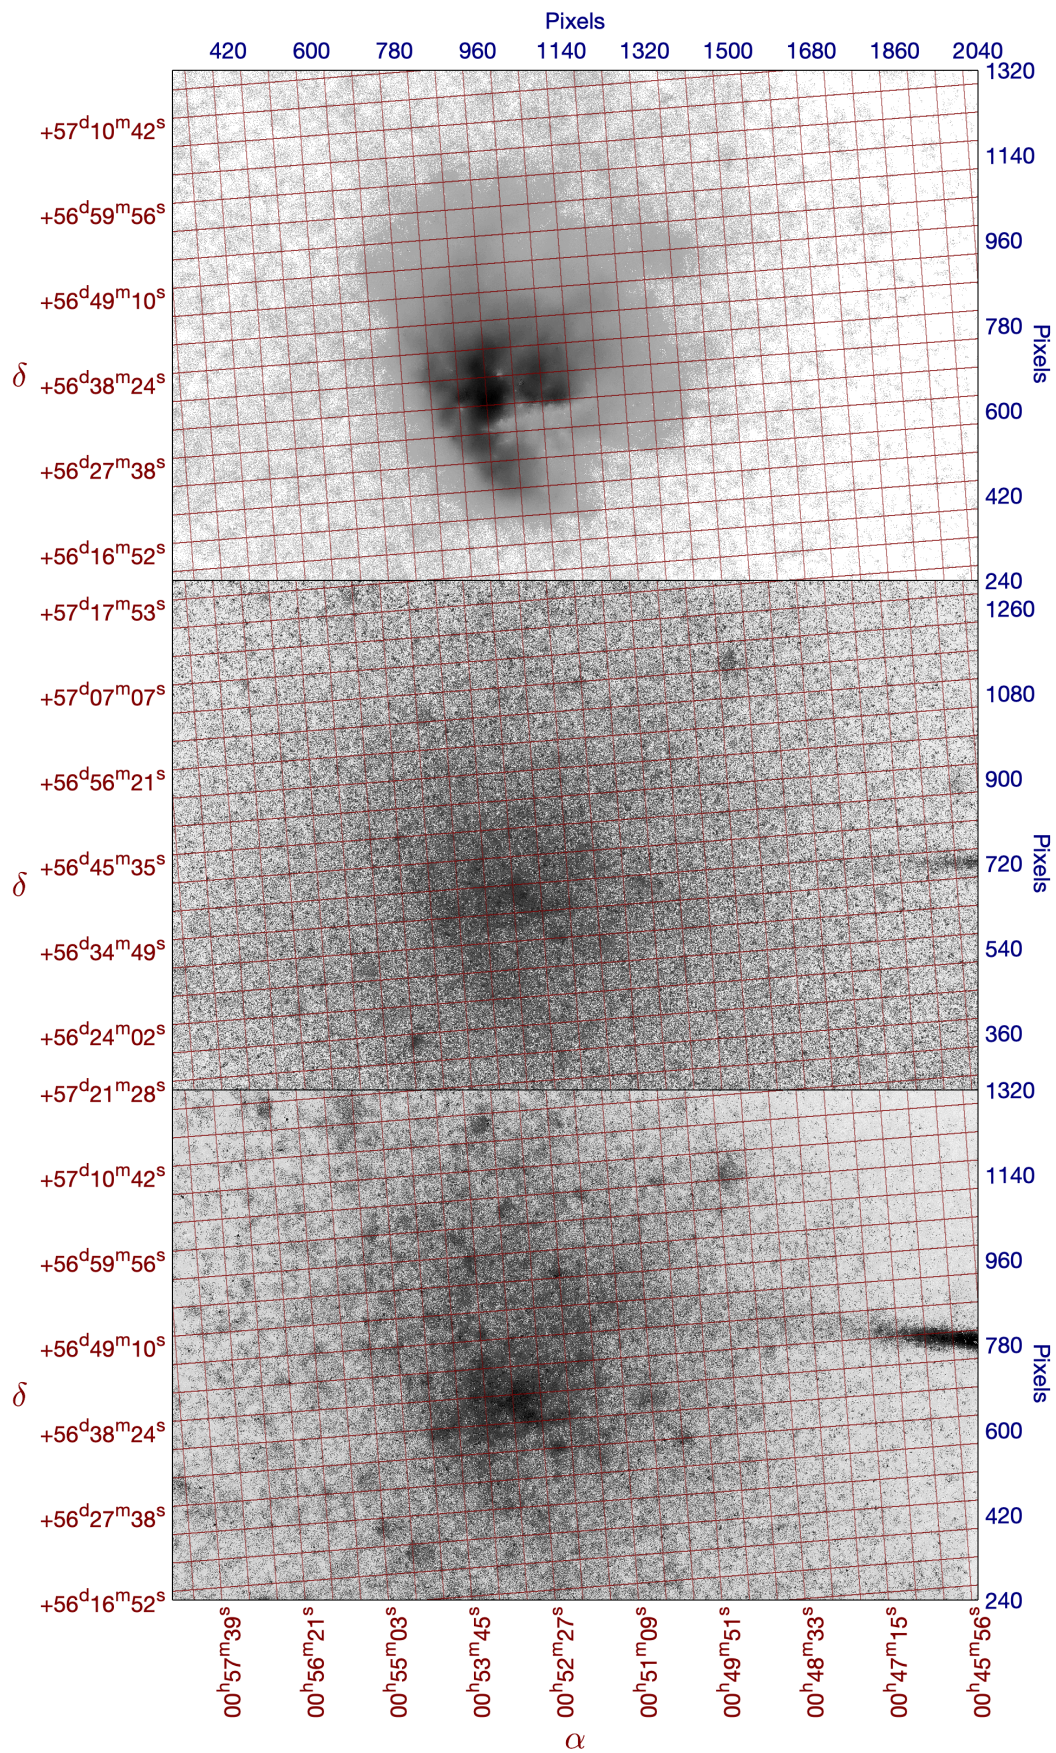 Pixels
420 600 780 960 1140 1320 1500 1680 1860 2040
1320
+57d10m42s
1140
+56d59m56s
960
+56d49m10s
780
Pixels
δ
+56d38m24s
600
+56d27m38s
420
+56d16m52s
240
+57d17m53s
1260
+57d07m07s
1080
+56d56m21s
900
+56d45m35s
720
Pixels
δ
+56d34m49s
540
+56d24m02s
360
+57d21m28s
1320
+57d10m42s
1140
+56d59m56s
960
+56d49m10s
780
Pixels
δ
+56d38m24s
600
+56d27m38s
420
+56d16m52s
240
00h57m39s 00h56m21s 00h55m03s 00h53m45s 00h52m27s 00h51m09s 00h49m51s 00h48m33s 00h47m15s 00h45m56s
α